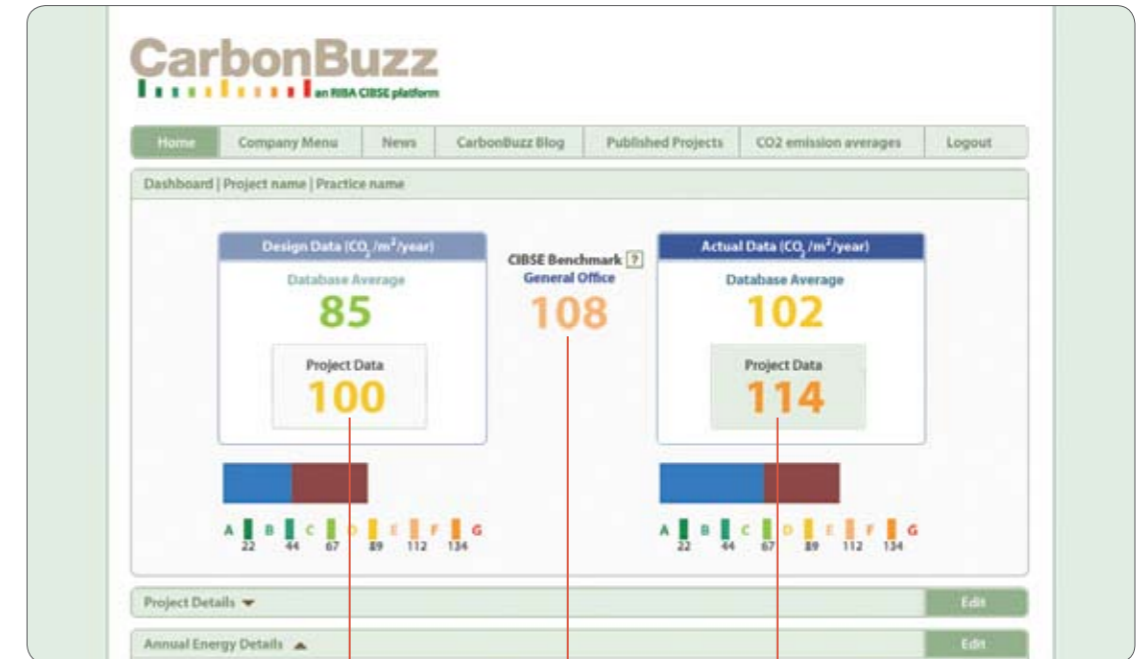 CarbonBuzz
an RIBA CIBSE platform
Home Company Menu News CarbonBuzz Blog Published Projects CO2 emission averages Logout
Dashboard | Project name | Practice name
Design Data (CO2/m²/year)
Database Average
85
Project Data
100
CIBSE Benchmark ?
General Office
108
Actual Data (CO2/m²/year)
Database Average
102
Project Data
114
A B C D E F G
22 44 67 89 112 134
A B C D E F G
22 44 67 89 112 134
Project Details Edit
Annual Energy Details Edit